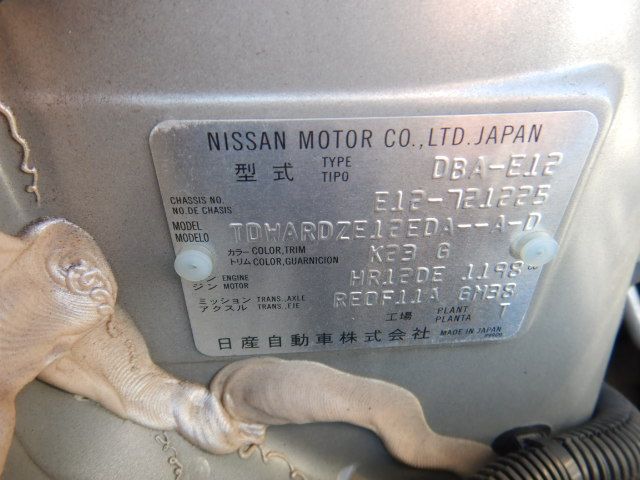 NISSAN MOTOR CO., LTD. JAPAN
型式 TYPE TIPO DBA-E12
CHASSIS NO. NO. DE CHASIS E12-721225
MODEL MODELO TDHARDZE12EDA--A-D
カラー COLOR, TRIM トリム COLOR, GUARNICION K23 G
ジン ENGINE MOTOR HR12DE 1198 cc
ミッション TRANS., AXLE アクスル TRANS., EJE RE0F11A GM38
工場 PLANT PLANTA T
日産自動車株式会社 MADE IN JAPAN